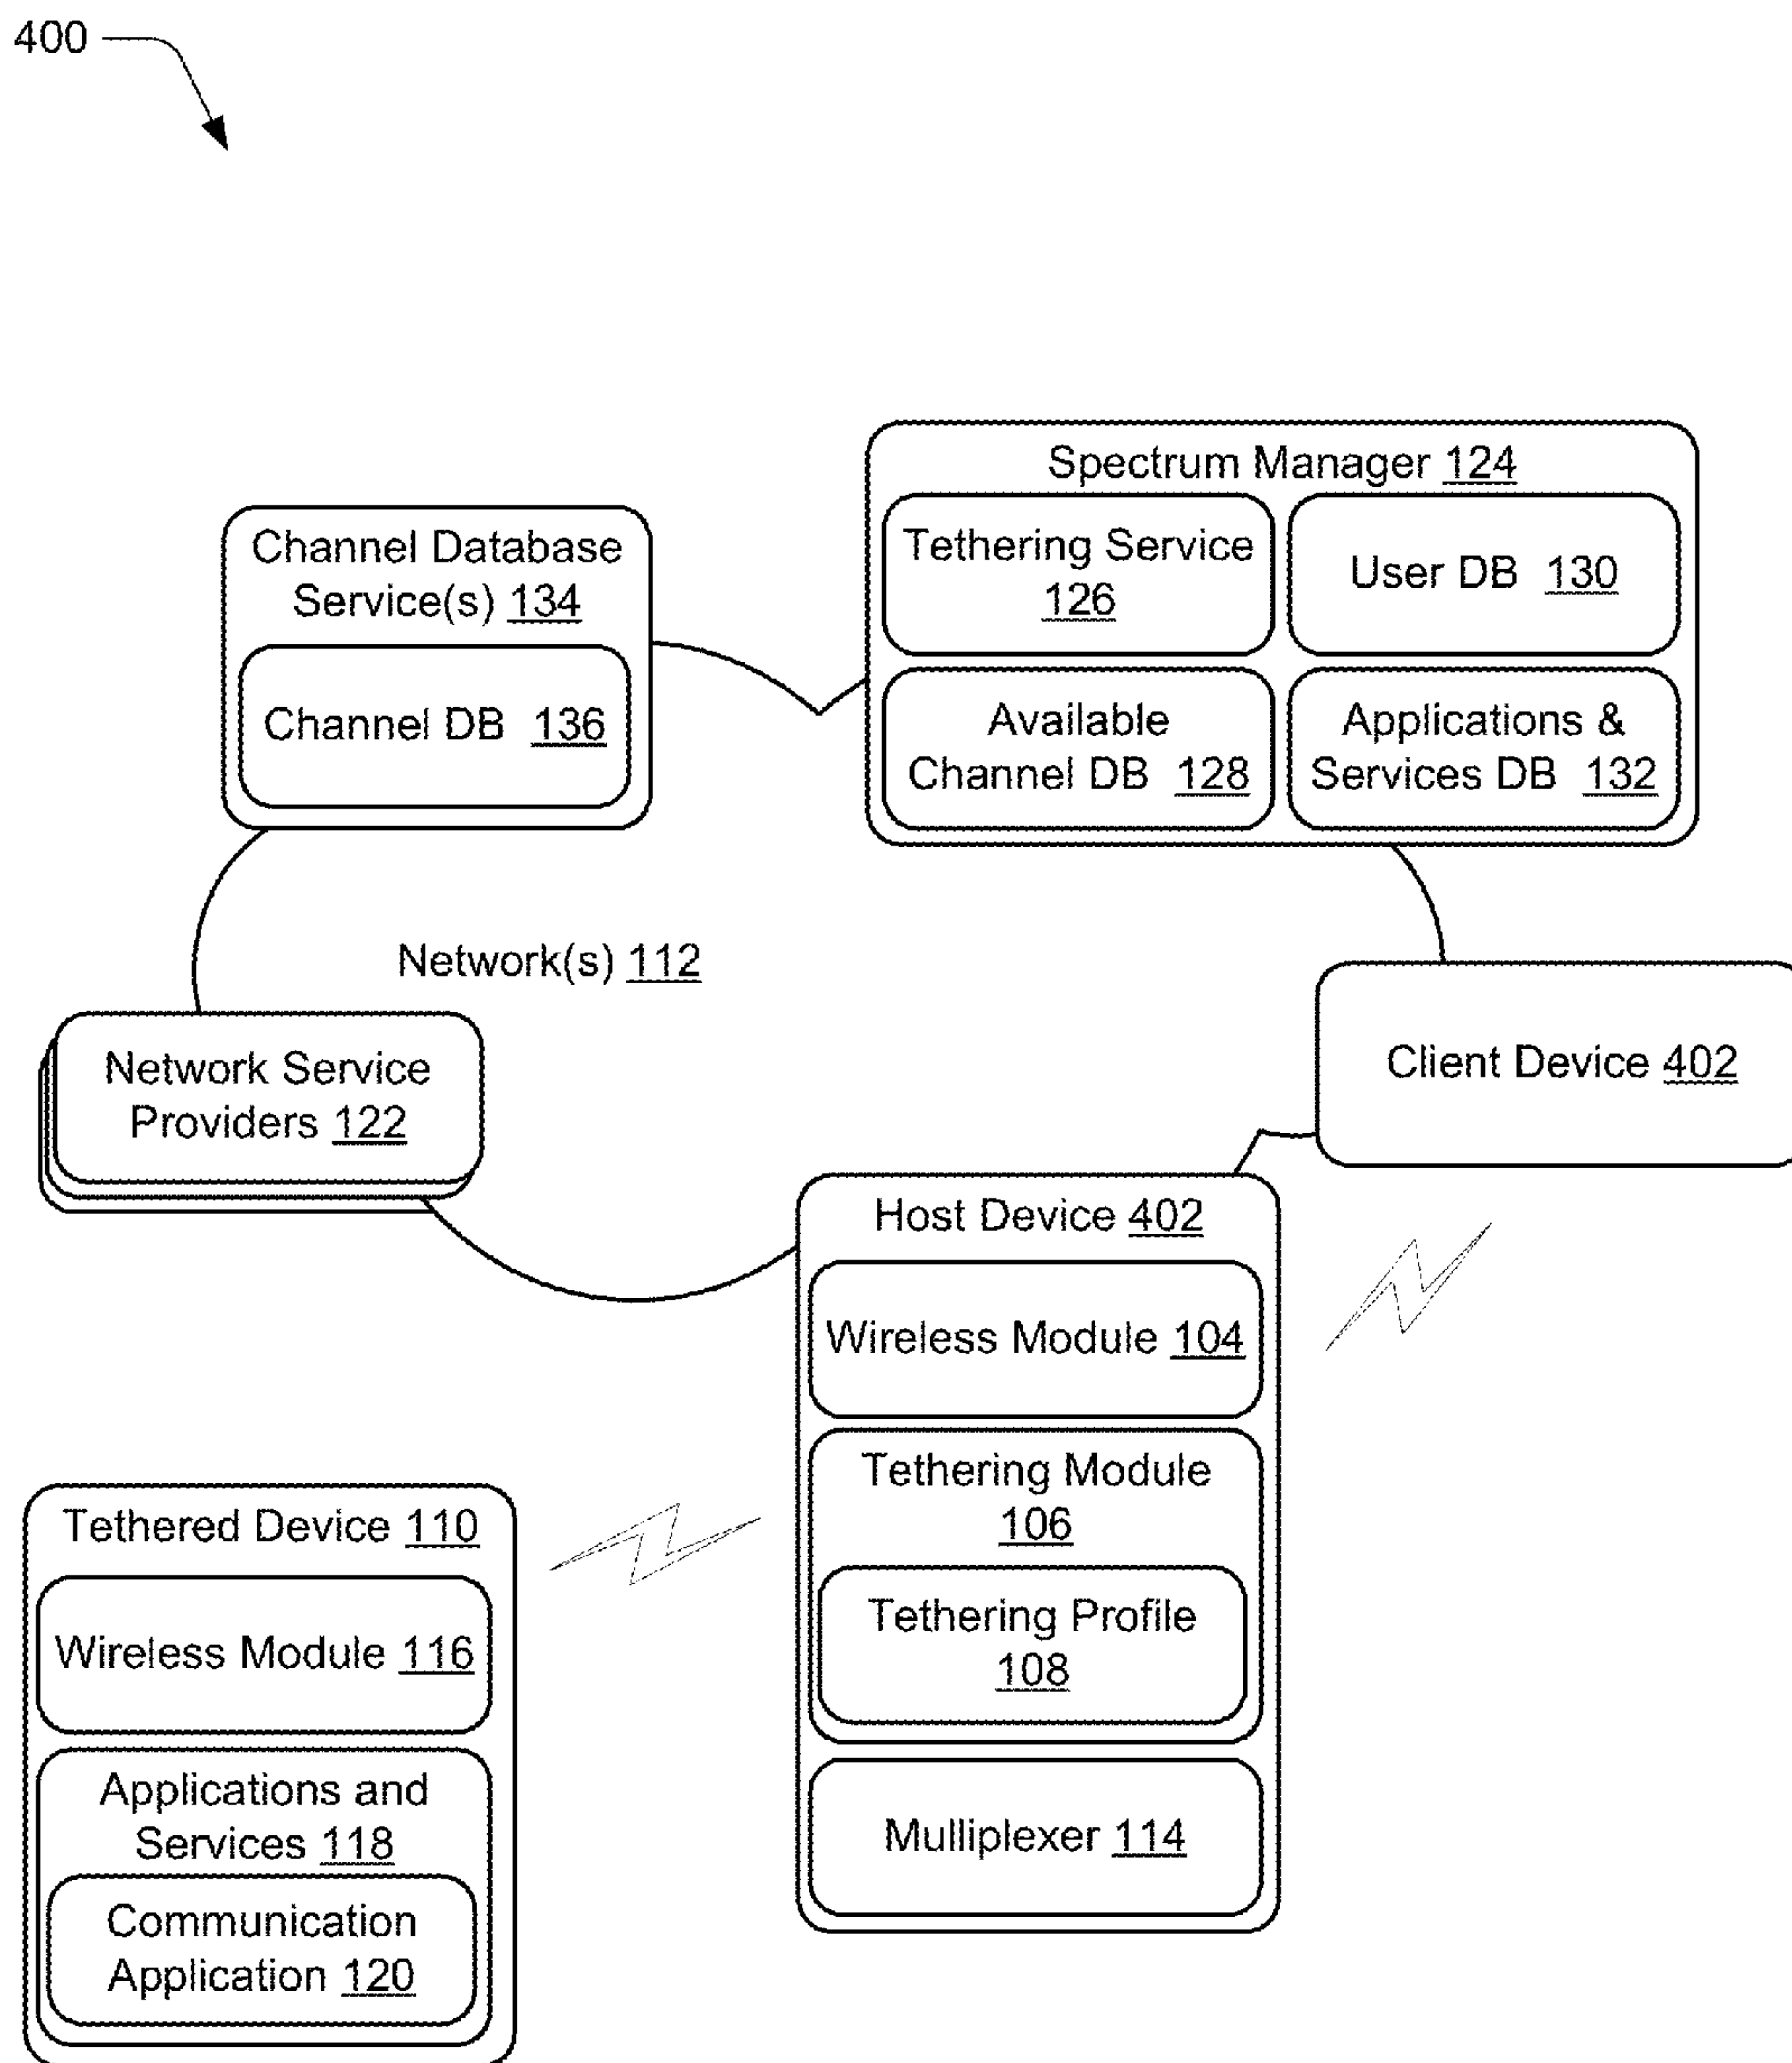 400
Spectrum Manager 124
Tethering Service
126
User DB 130
Available
Channel DB 128
Applications &
Services DB 132
Channel Database
Service(s) 134
Channel DB 136
Network(s) 112
Network Service
Providers 122
Client Device 402
Host Device 402
Wireless Module 104
Tethering Module
106
Tethering Profile
108
Mulliplexer 114
Tethered Device 110
Wireless Module 116
Applications and
Services 118
Communication
Application 120